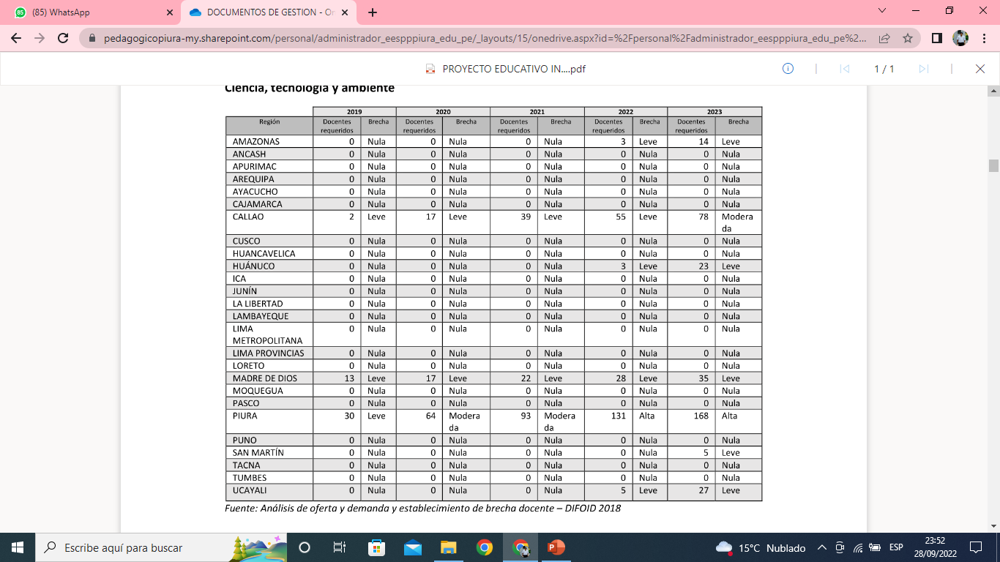 (85) WhatsApp
DOCUMENTOS DE GESTION - On
pedagogicopiura-my.sharepoint.com/personal/administrador_eespppiura_edu_pe/_layouts/15/onedrive.aspx?id=%2Fpersonal%2Fadministrador_eespppiura_edu_pe%2...
PROYECTO EDUCATIVO IN....pdf
1 / 1
Ciencia, tecnología y ambiente
2019 2020 2021 2022 2023
Región Docentes requeridos Brecha Docentes requeridos Brecha Docentes requeridos Brecha Docentes requeridos Brecha Docentes requeridos Brecha
AMAZONAS 0 Nula 0 Nula 0 Nula 3 Leve 14 Leve
ANCASH 0 Nula 0 Nula 0 Nula 0 Nula 0 Nula
APURIMAC 0 Nula 0 Nula 0 Nula 0 Nula 0 Nula
AREQUIPA 0 Nula 0 Nula 0 Nula 0 Nula 0 Nula
AYACUCHO 0 Nula 0 Nula 0 Nula 0 Nula 0 Nula
CAJAMARCA 0 Nula 0 Nula 0 Nula 0 Nula 0 Nula
CALLAO 2 Leve 17 Leve 39 Leve 55 Leve 78 Modera
da
CUSCO 0 Nula 0 Nula 0 Nula 0 Nula 0 Nula
HUANCAVELICA 0 Nula 0 Nula 0 Nula 0 Nula 0 Nula
HUÁNUCO 0 Nula 0 Nula 0 Nula 3 Leve 23 Leve
ICA 0 Nula 0 Nula 0 Nula 0 Nula 0 Nula
JUNÍN 0 Nula 0 Nula 0 Nula 0 Nula 0 Nula
LA LIBERTAD 0 Nula 0 Nula 0 Nula 0 Nula 0 Nula
LAMBAYEQUE 0 Nula 0 Nula 0 Nula 0 Nula 0 Nula
LIMA 0 Nula 0 Nula 0 Nula 0 Nula 0 Nula
METROPOLITANA
LIMA PROVINCIAS 0 Nula 0 Nula 0 Nula 0 Nula 0 Nula
LORETO 0 Nula 0 Nula 0 Nula 0 Nula 0 Nula
MADRE DE DIOS 13 Leve 17 Leve 22 Leve 28 Leve 35 Leve
MOQUEGUA 0 Nula 0 Nula 0 Nula 0 Nula 0 Nula
PASCO 0 Nula 0 Nula 0 Nula 0 Nula 0 Nula
PIURA 30 Leve 64 Modera 93 Modera 131 Alta 168 Alta
da da
PUNO 0 Nula 0 Nula 0 Nula 0 Nula 0 Nula
SAN MARTÍN 0 Nula 0 Nula 0 Nula 0 Nula 5 Leve
TACNA 0 Nula 0 Nula 0 Nula 0 Nula 0 Nula
TUMBES 0 Nula 0 Nula 0 Nula 0 Nula 0 Nula
UCAYALI 0 Nula 0 Nula 0 Nula 5 Leve 27 Leve
Fuente: Análisis de oferta y demanda y establecimiento de brecha docente – DIFOID 2018
Escribe aquí para buscar
15°C Nublado
ESP
23:52
28/09/2022